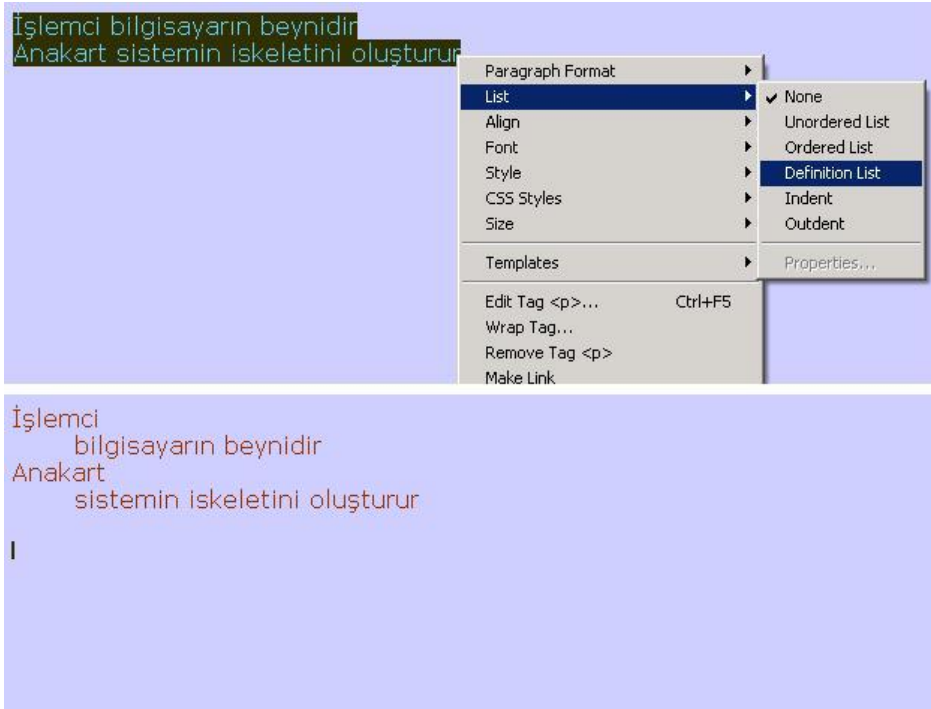 İşlemci bilgisayarın beynidir
Anakart sistemin iskeletini oluşturur
Paragraph Format
List
Align
Font
Style
CSS Styles
Size
Templates
Edit Tag <p>... Ctrl+F5
Wrap Tag...
Remove Tag <p>
Make Link
None
Unordered List
Ordered List
Definition List
Indent
Outdent
Properties...
İşlemci
bilgisayarın beynidir
Anakart
sistemin iskeletini oluşturur